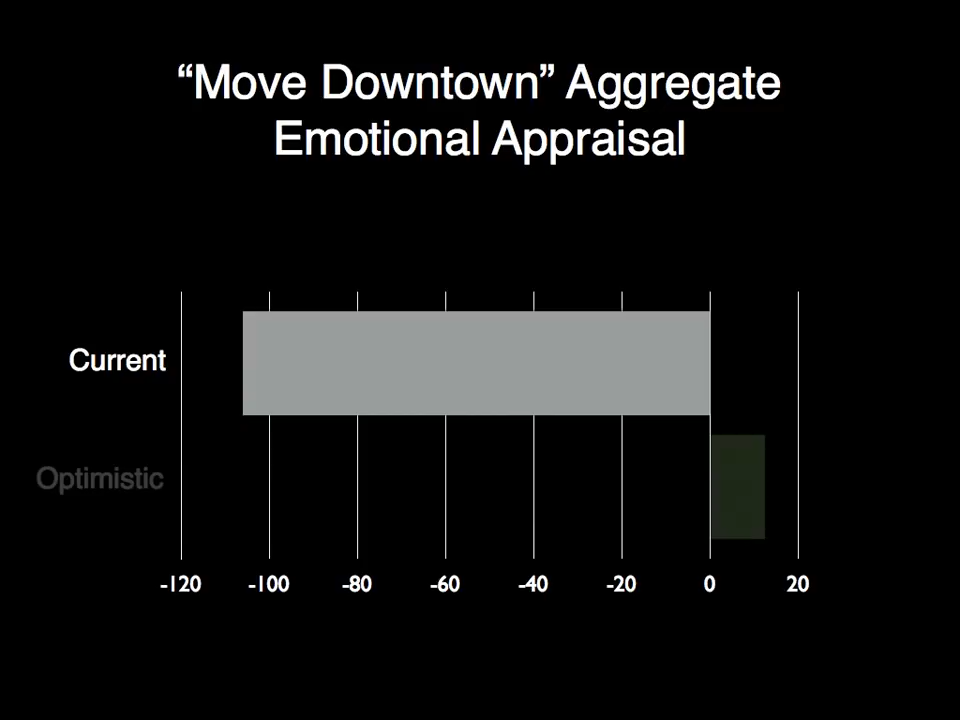 “Move Downtown” Aggregate
Emotional Appraisal
Current
Optimistic
-120 -100 -80 -60 -40 -20 0 20